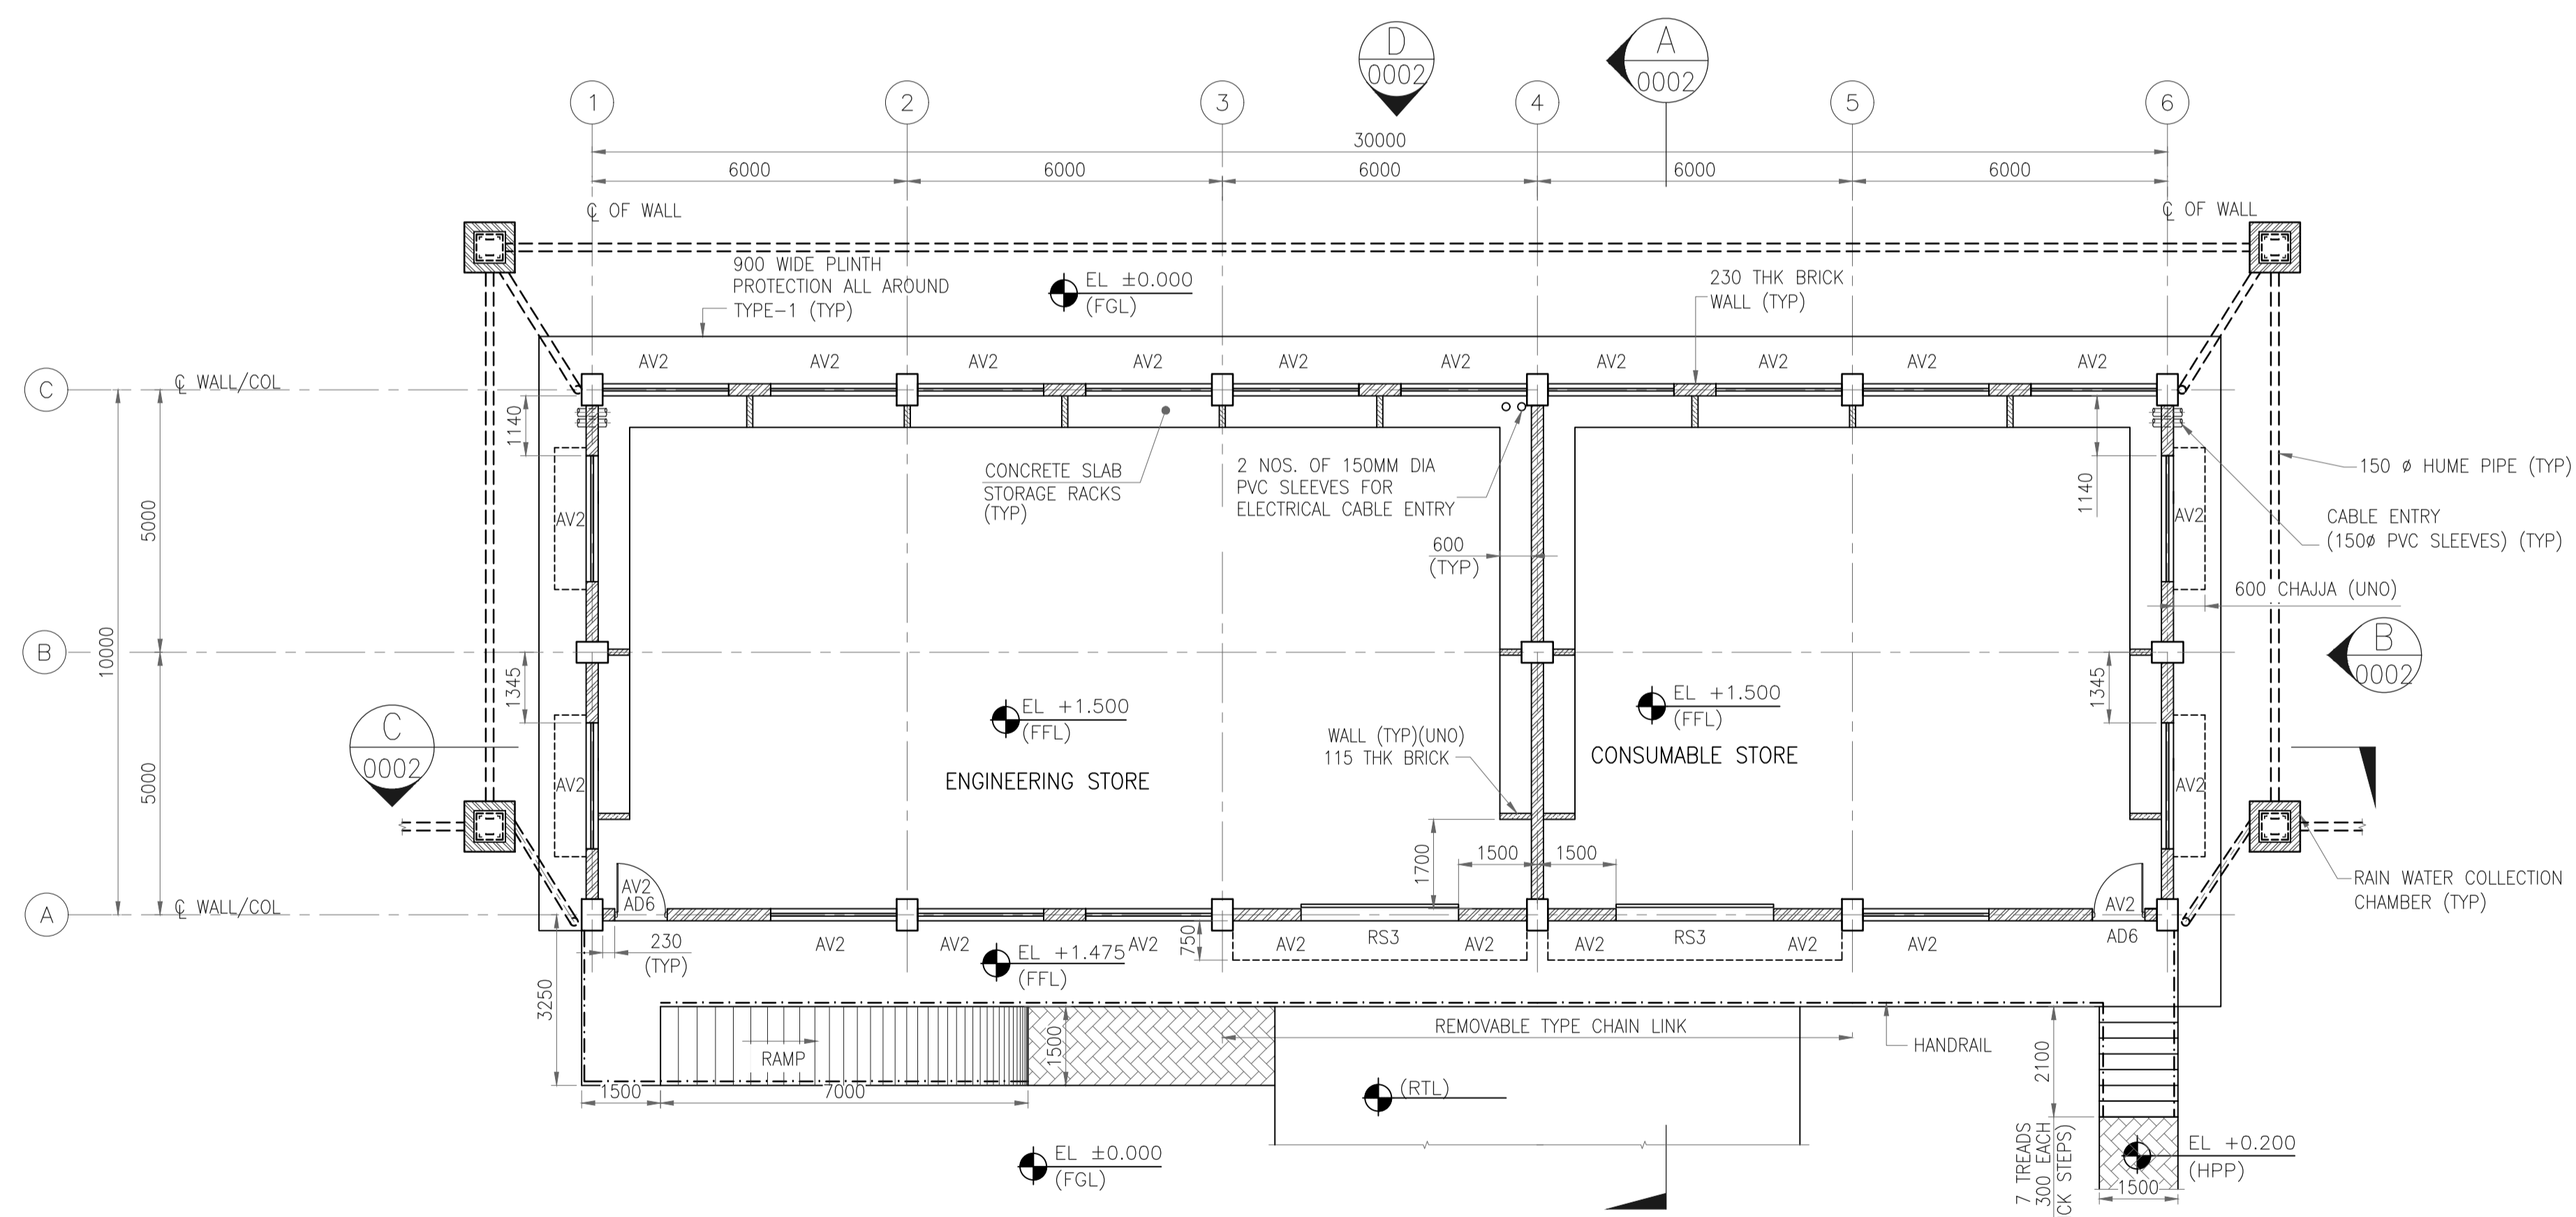 D
0002
A
0002
1
2
3
4
5
6
30000
6000
6000
6000
6000
6000
℄ OF WALL
℄ OF WALL
900 WIDE PLINTH
PROTECTION ALL AROUND
TYPE-1 (TYP)
EL ±0.000
(FGL)
230 THK BRICK
WALL (TYP)
AV2
AV2
AV2
AV2
AV2
AV2
AV2
AV2
AV2
AV2
C
℄ WALL/COL
1140
1140
CONCRETE SLAB
STORAGE RACKS
(TYP)
2 NOS. OF 150MM DIA
PVC SLEEVES FOR
ELECTRICAL CABLE ENTRY
150 ø HUME PIPE (TYP)
CABLE ENTRY
(150ø PVC SLEEVES) (TYP)
AV2
AV2
5000
600
(TYP)
600 CHAJJA (UNO)
10000
B
B
0002
1345
1345
EL +1.500
(FFL)
EL +1.500
(FFL)
C
0002
WALL (TYP)(UNO)
115 THK BRICK
ENGINEERING STORE
CONSUMABLE STORE
5000
AV2
AV2
1700
1500
1500
RAIN WATER COLLECTION
CHAMBER (TYP)
A
℄ WALL/COL
AV2
AD6
AV2
AD6
230
(TYP)
AV2
AV2
AV2
750
AV2
RS3
AV2
AV2
RS3
AV2
AV2
EL +1.475
(FFL)
3250
RAMP
1500
REMOVABLE TYPE CHAIN LINK
HANDRAIL
2100
1500
7000
(RTL)
EL ±0.000
(FGL)
7 TREADS
300 EACH
CK STEPS)
EL +0.200
(HPP)
1500